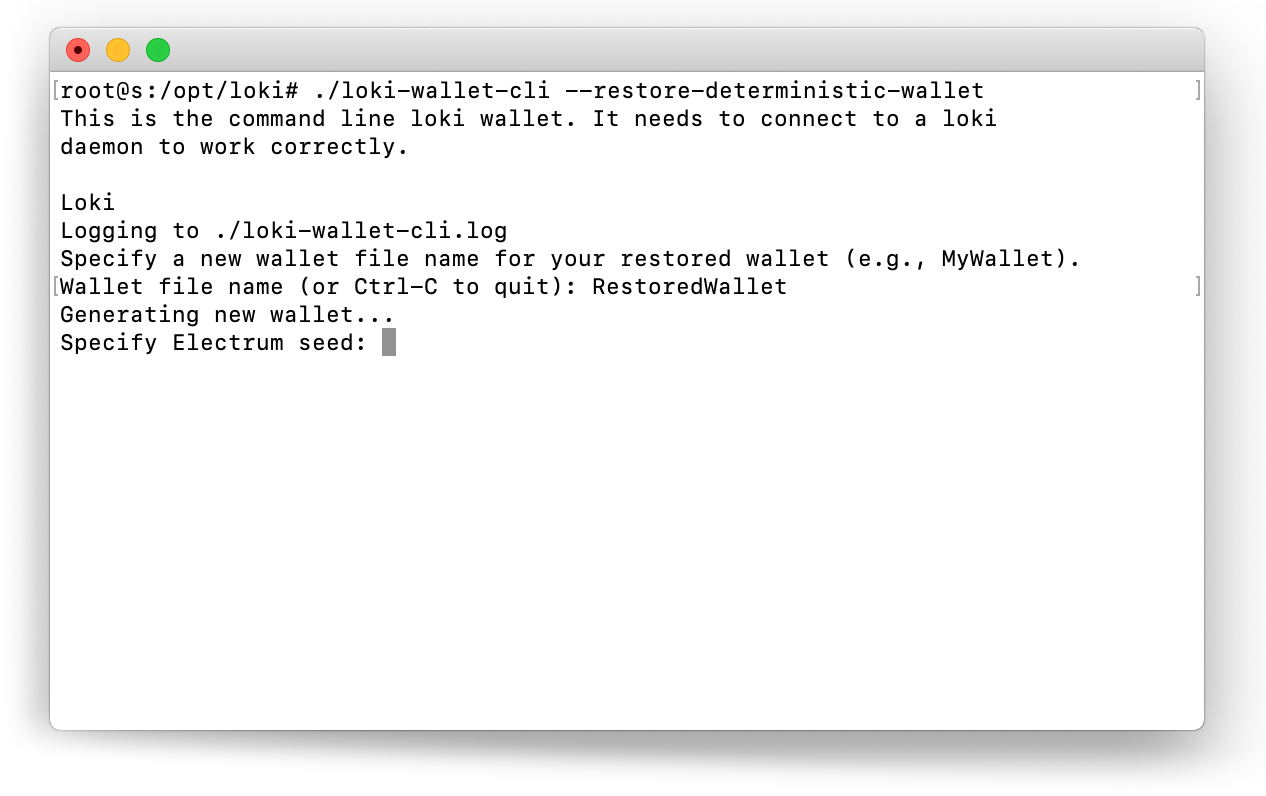 [root@s:/opt/loki# ./loki-wallet-cli --restore-deterministic-wallet ]
This is the command line loki wallet. It needs to connect to a loki
daemon to work correctly.
Loki
Logging to ./loki-wallet-cli.log
Specify a new wallet file name for your restored wallet (e.g., MyWallet).
[Wallet file name (or Ctrl-C to quit): RestoredWallet ]
Generating new wallet...
Specify Electrum seed: